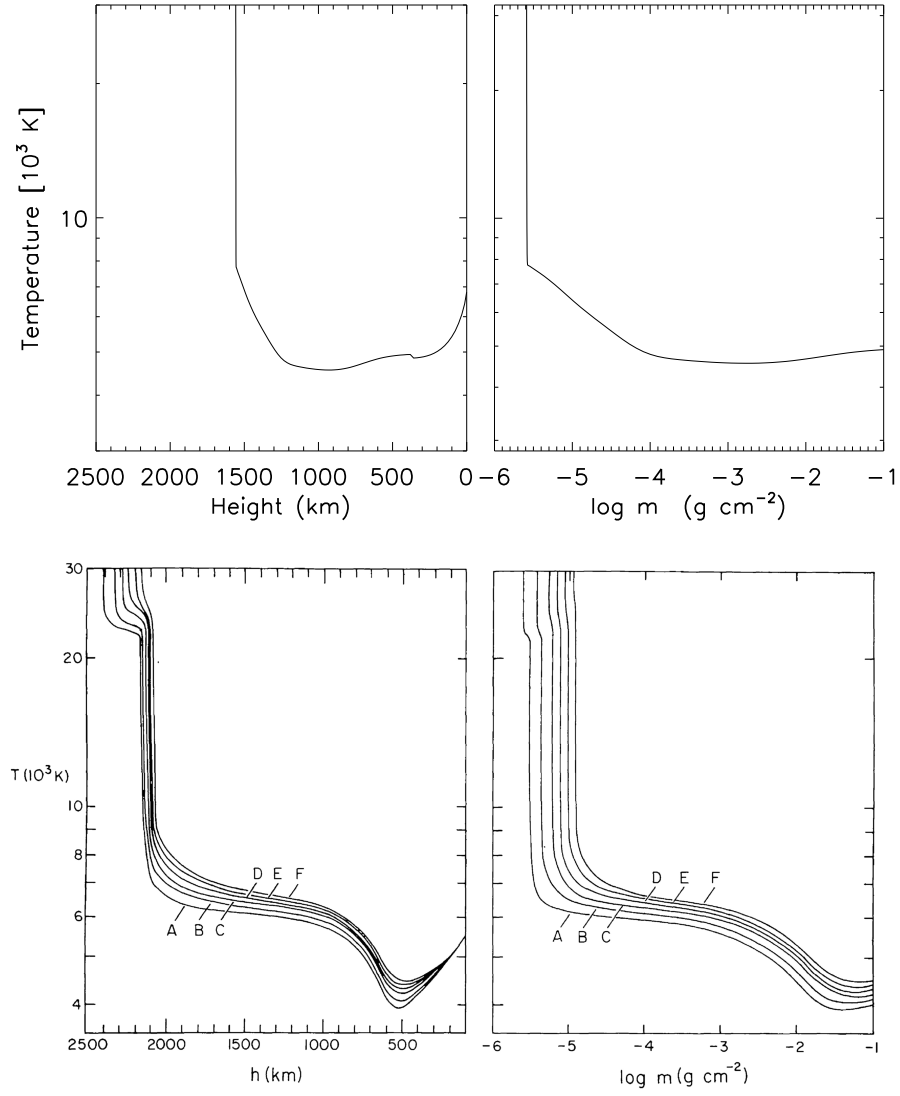 Temperature [10³ K]
10
2500 2000 1500 1000 500 0
Height (km)
−6 −5 −4 −3 −2 −1
log m (g cm⁻²)
30
20
T (10³ K)
10
8
6
4
D E F
A B C
2500 2000 1500 1000 500
h (km)
D E F
A B C
−6 −5 −4 −3 −2 −1
log m (g cm⁻²)